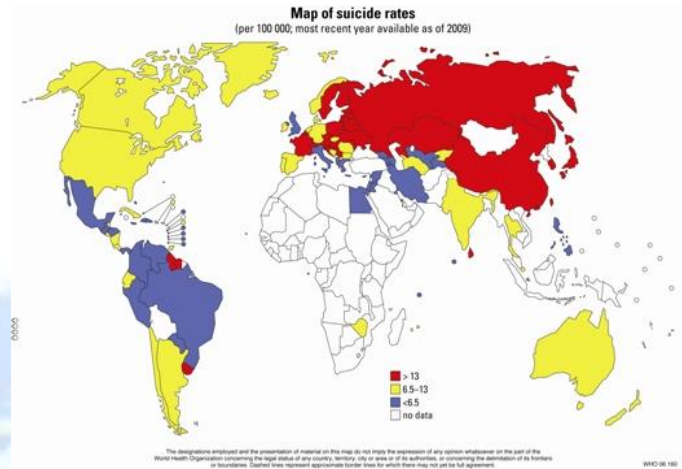 Map of suicide rates
(per 100 000; most recent year available as of 2009)
> 13
6.5–13
<6.5
no data
The designations employed and the presentation of material on this map do not imply the expression of any opinion whatsoever on the part of the
World Health Organization concerning the legal status of any country, territory, city or area or of its authorities, or concerning the delimitation of its frontiers
or boundaries. Dashed lines represent approximate border lines for which there may not yet be full agreement.